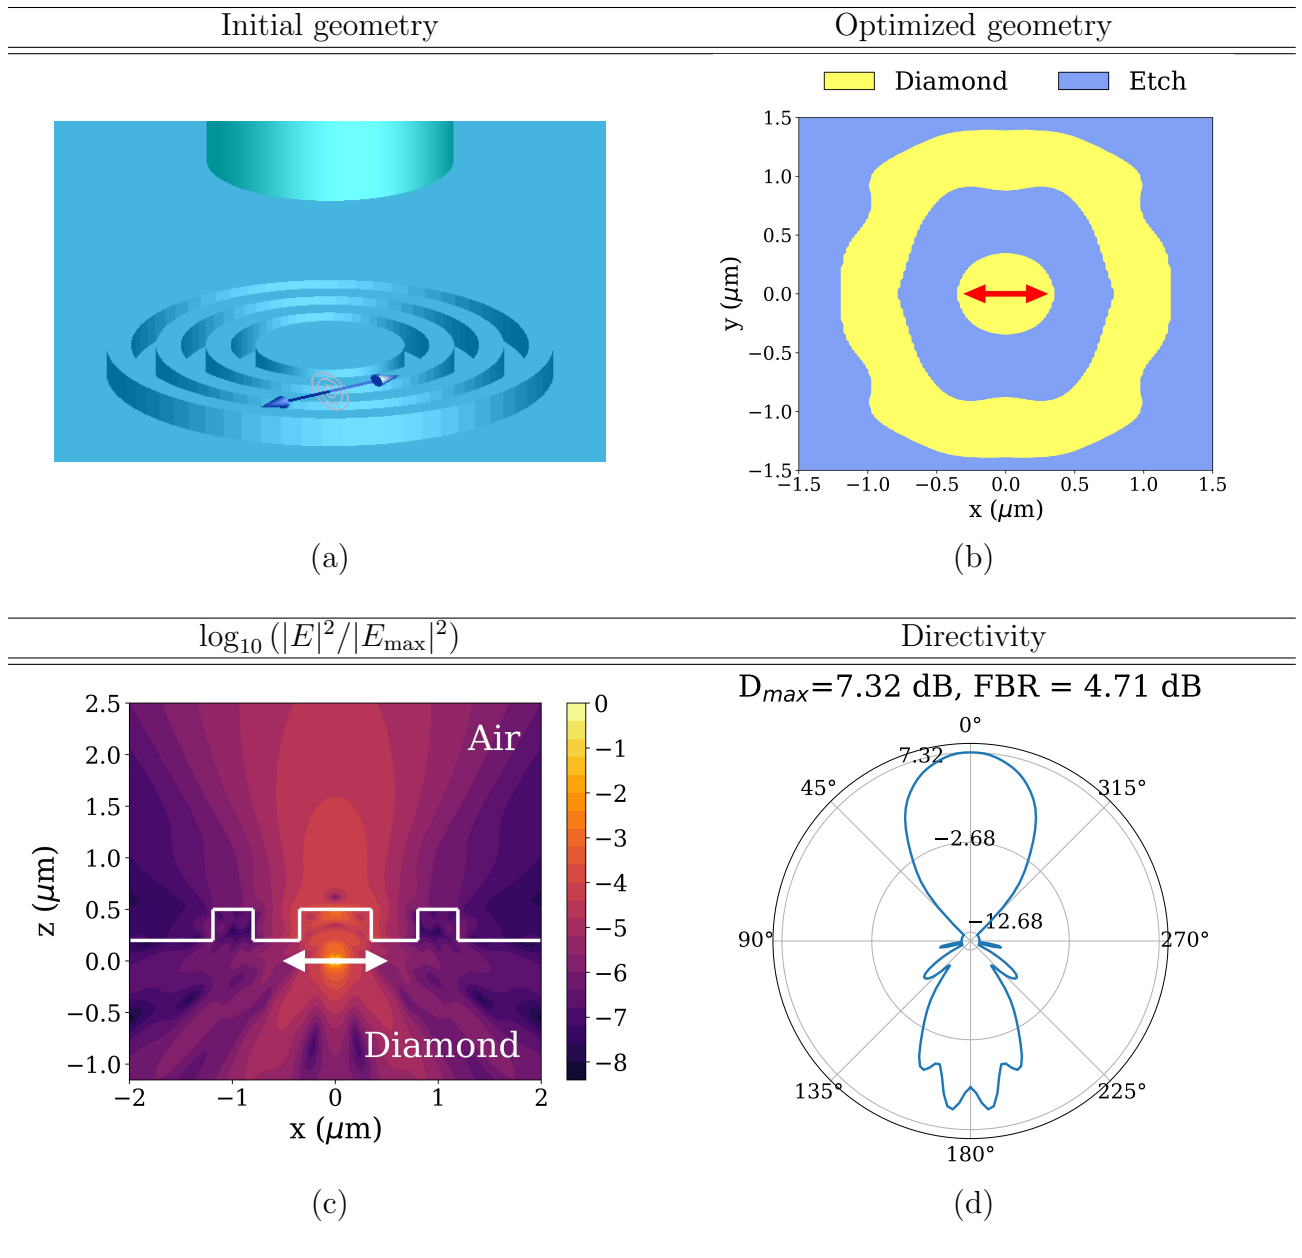 Initial geometry
Optimized geometry
Diamond
Etch
1.5
1.0
0.5
0.0
−0.5
−1.0
−1.5
y (μm)
−1.5
−1.0
−0.5
0.0
0.5
1.0
1.5
x (μm)
(a)
(b)
log₁₀ (|E|²/|E_max|²)
Directivity
2.5
2.0
1.5
1.0
0.5
0.0
−0.5
−1.0
z (μm)
Air
Diamond
−2
−1
0
1
2
x (μm)
0
−1
−2
−3
−4
−5
−6
−7
−8
D_max=7.32 dB, FBR = 4.71 dB
0°
7.32
45°
315°
−2.68
−12.68
90°
270°
135°
225°
180°
(c)
(d)